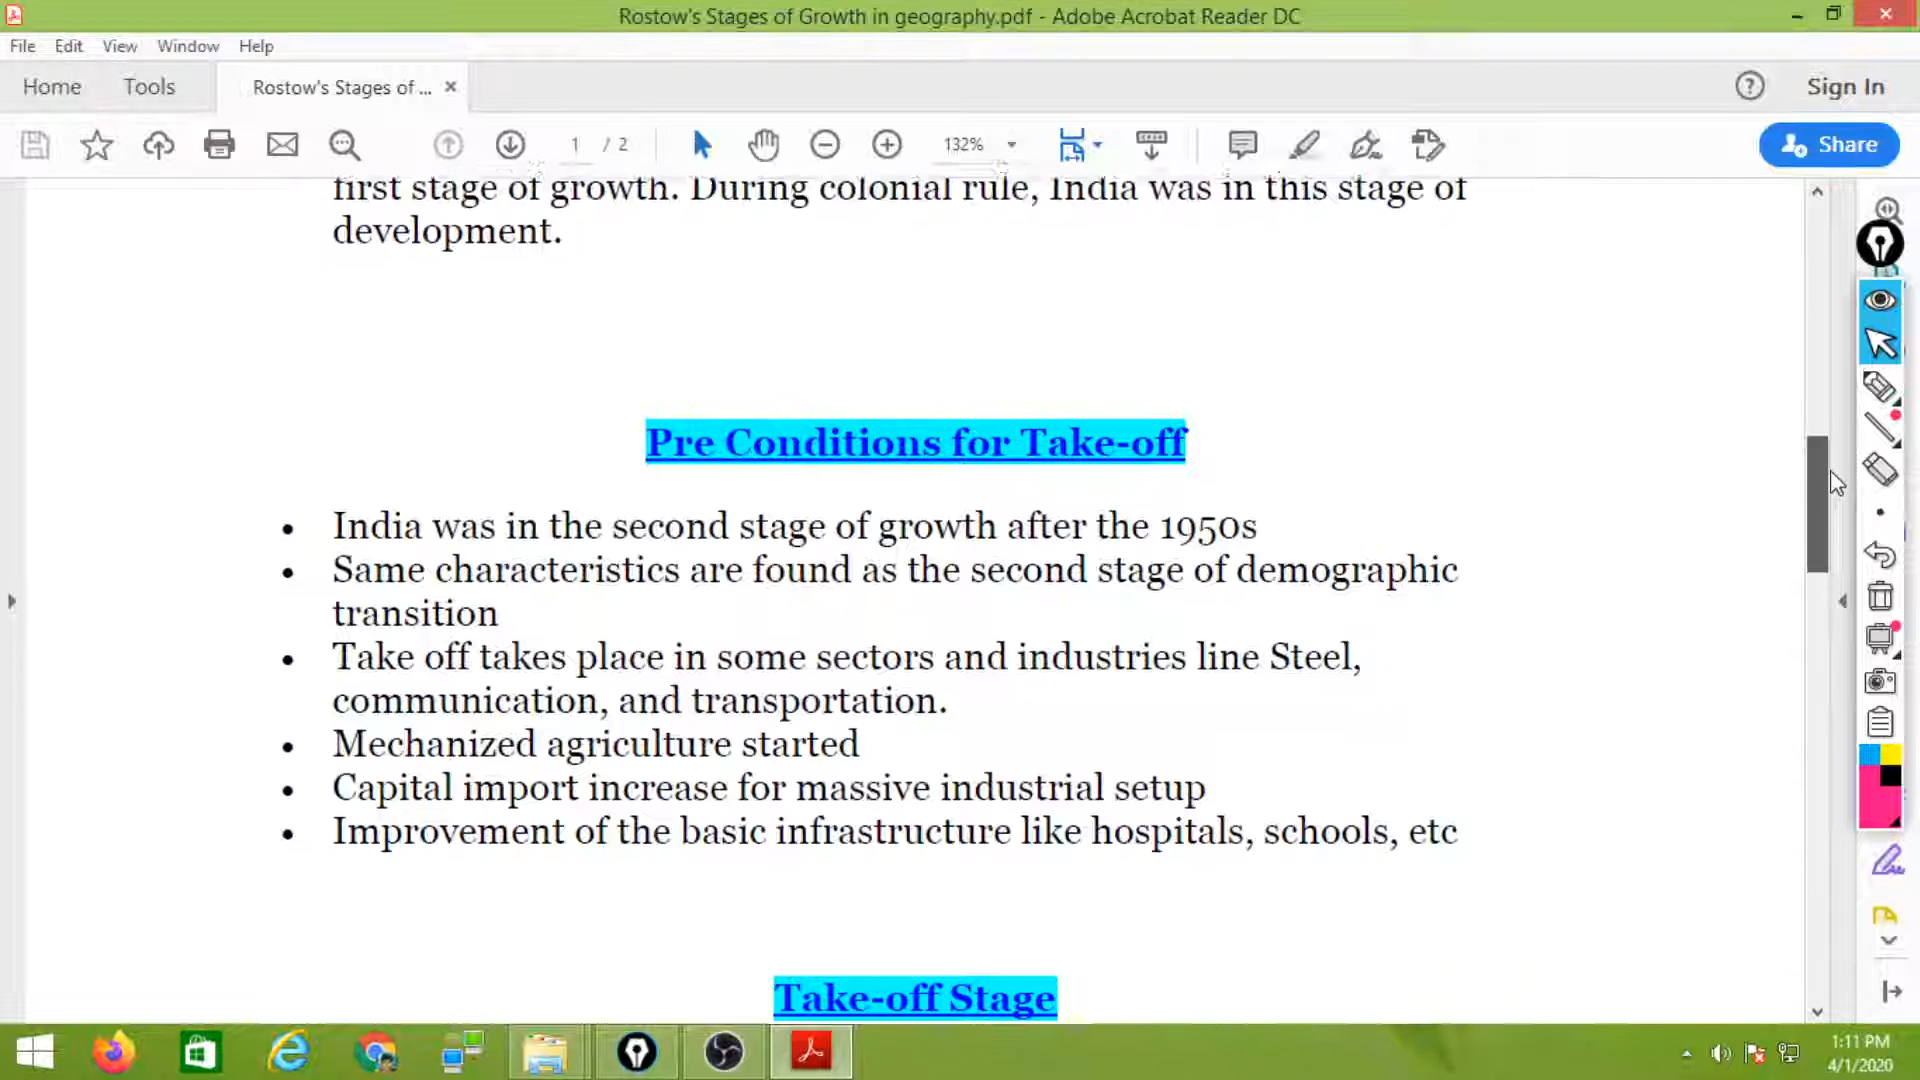 Rostow's Stages of Growth in geography.pdf - Adobe Acrobat Reader DC
File Edit View Window Help
Home Tools Rostow's Stages of ... Sign In
1 / 2 132% Share
first stage of growth. During colonial rule, India was in this stage of
development.
Pre Conditions for Take-off
• India was in the second stage of growth after the 1950s
• Same characteristics are found as the second stage of demographic
transition
• Take off takes place in some sectors and industries line Steel,
communication, and transportation.
• Mechanized agriculture started
• Capital import increase for massive industrial setup
• Improvement of the basic infrastructure like hospitals, schools, etc
Take-off Stage
1:11 PM
4/1/2020